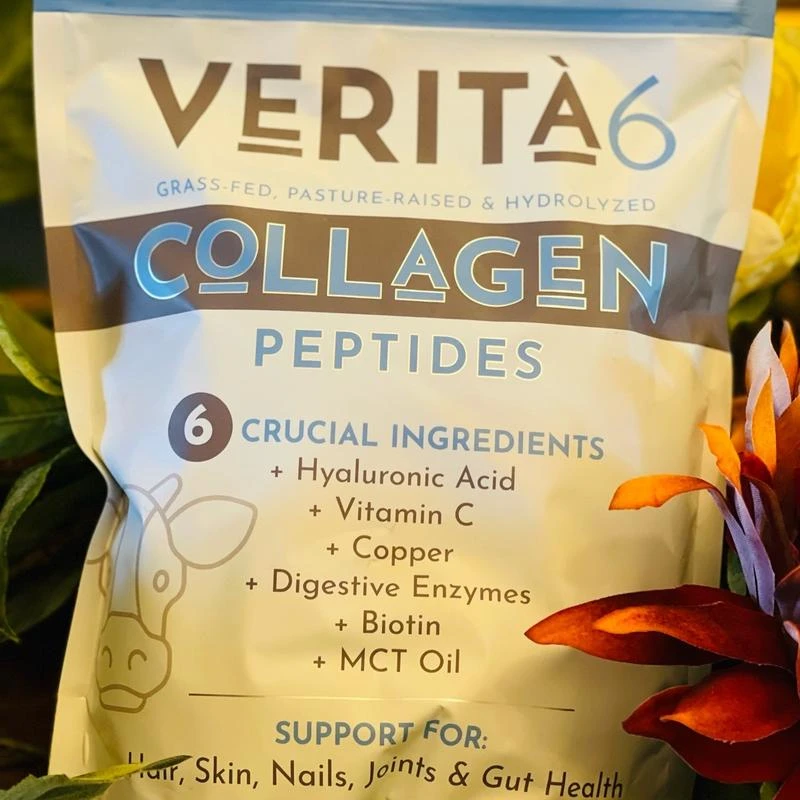 VERITÀ6
GRASS-FED, PASTURE-RAISED & HYDROLYZED
COLLAGEN
PEPTIDES
6 CRUCIAL INGREDIENTS
+ Hyaluronic Acid
+ Vitamin C
+ Copper
+ Digestive Enzymes
+ Biotin
+ MCT Oil
SUPPORT FOR:
Hair, Skin, Nails, Joints & Gut Health